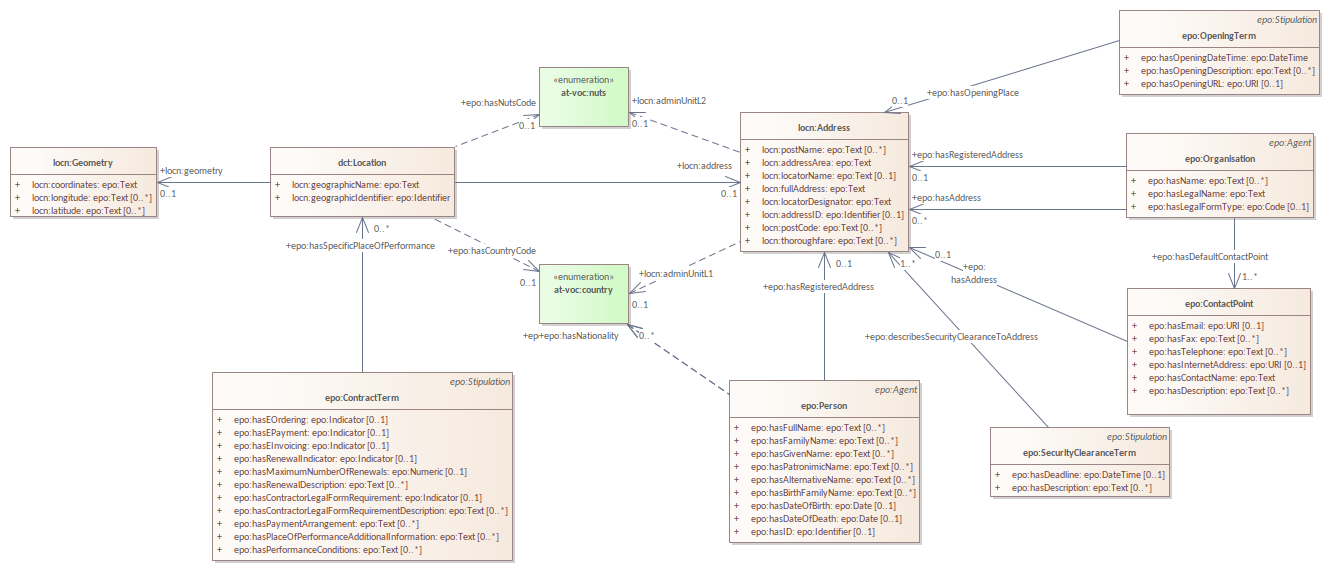 epo:Stipulation
epo:OpeningTerm
+ epo:hasOpeningDateTime: epo:DateTime
+ epo:hasOpeningDescription: epo:Text [0..*]
+ epo:hasOpeningURL: epo:URI [0..1]
+epo:hasOpeningPlace
0..1
«enumeration»
at-voc:nuts
+epo:hasNutsCode
0..1
+locn:adminUnitL2
0..1
locn:Geometry
+ locn:coordinates: epo:Text
+ locn:longitude: epo:Text [0..*]
+ locn:latitude: epo:Text [0..*]
+locn:geometry
0..1
dct:Location
+ locn:geographicName: epo:Text
+ locn:geographicIdentifier: epo:Identifier
+locn:address
0..1
locn:Address
+ locn:postName: epo:Text [0..*]
+ locn:addressArea: epo:Text
+ locn:locatorName: epo:Text [0..1]
+ locn:fullAddress: epo:Text
+ locn:locatorDesignator: epo:Text
+ locn:addressID: epo:Identifier [0..1]
+ locn:postCode: epo:Text [0..*]
+ locn:thoroughfare: epo:Text [0..*]
+epo:hasRegisteredAddress
0..1
+epo:hasAddress
0..*
epo:Agent
epo:Organisation
+ epo:hasName: epo:Text [0..*]
+ epo:hasLegalName: epo:Text
+ epo:hasLegalFormType: epo:Code [0..1]
+epo:hasDefaultContactPoint
1..*
0..*
+epo:hasSpecificPlaceOfPerformance
+epo:hasCountryCode
0..1
«enumeration»
at-voc:country
+locn:adminUnitL1
0..1
+ep+epo:hasNationality
0..*
0..1
+epo:hasRegisteredAddress
1..*
+epo:describesSecurityClearanceToAddress
0..1
+epo:
hasAddress
epo:ContactPoint
+ epo:hasEmail: epo:URI [0..1]
+ epo:hasFax: epo:Text [0..*]
+ epo:hasTelephone: epo:Text [0..*]
+ epo:hasInternetAddress: epo:URI [0..1]
+ epo:hasContactName: epo:Text
+ epo:hasDescription: epo:Text [0..*]
epo:Stipulation
epo:ContractTerm
+ epo:hasEOrdering: epo:Indicator [0..1]
+ epo:hasEPayment: epo:Indicator [0..1]
+ epo:hasEInvoicing: epo:Indicator [0..1]
+ epo:hasRenewalIndicator: epo:Indicator [0..1]
+ epo:hasMaximumNumberOfRenewals: epo:Numeric [0..1]
+ epo:hasRenewalDescription: epo:Text [0..*]
+ epo:hasContractorLegalFormRequirement: epo:Indicator [0..1]
+ epo:hasContractorLegalFormRequirementDescription: epo:Text [0..*]
+ epo:hasPaymentArrangement: epo:Text [0..*]
+ epo:hasPlaceOfPerformanceAdditionalInformation: epo:Text [0..*]
+ epo:hasPerformanceConditions: epo:Text [0..*]
epo:Agent
epo:Person
+ epo:hasFullName: epo:Text [0..*]
+ epo:hasFamilyName: epo:Text [0..*]
+ epo:hasGivenName: epo:Text [0..*]
+ epo:hasPatronimicName: epo:Text [0..*]
+ epo:hasAlternativeName: epo:Text [0..*]
+ epo:hasBirthFamilyName: epo:Text [0..*]
+ epo:hasDateOfBirth: epo:Date [0..1]
+ epo:hasDateOfDeath: epo:Date [0..1]
+ epo:hasID: epo:Identifier [0..1]
epo:Stipulation
epo:SecurityClearanceTerm
+ epo:hasDeadline: epo:DateTime [0..1]
+ epo:hasDescription: epo:Text [0..*]